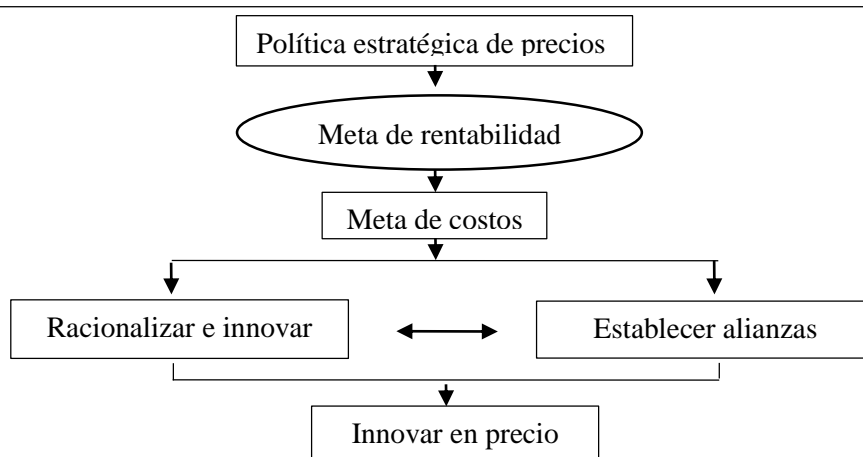 Política estratégica de precios
Meta de rentabilidad
Meta de costos
Racionalizar e innovar
Establecer alianzas
Innovar en precio